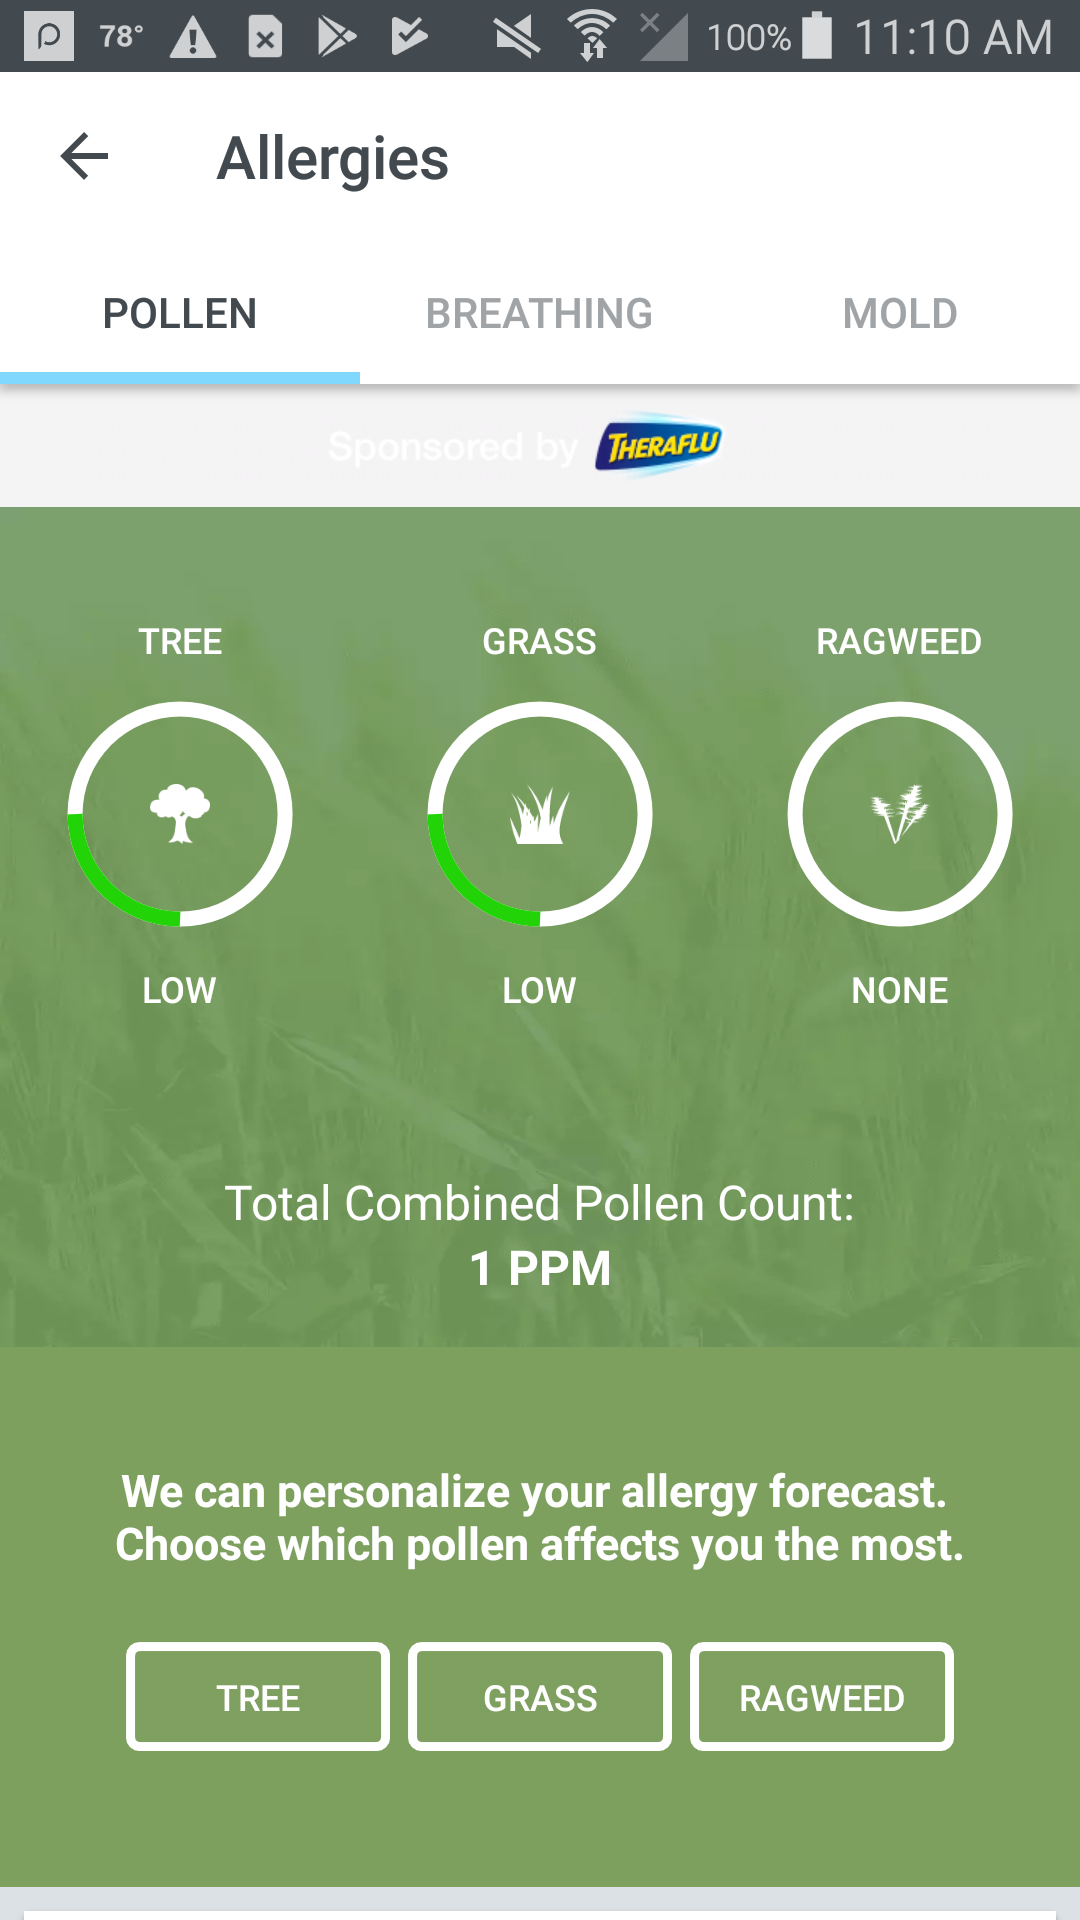 78° 100% 11:10 AM
Allergies
POLLEN BREATHING MOLD
Sponsored by THERAFLU
TREE GRASS RAGWEED
LOW LOW NONE
Total Combined Pollen Count:
1 PPM
We can personalize your allergy forecast.
Choose which pollen affects you the most.
TREE GRASS RAGWEED